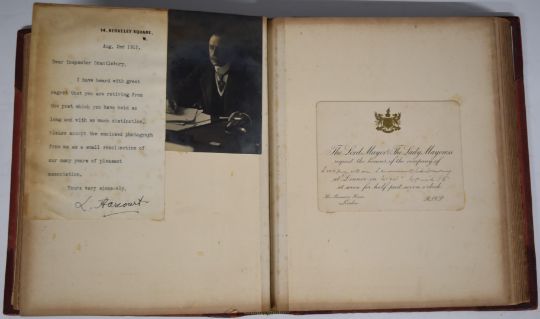 14, BERKELEY SQUARE,
W.
Aug. 2nd 1912,
Dear Inspector
I have heard with great
regret that you are retiring from
the post which you have held so
long and with so much distinction,
Please accept the enclosed photograph
from me as a small recollection of
our many years of pleasant
association.
Yours very sincerely,
L. Harcourt
The Lord Mayor & The Lady Mayoress
request the honour of the company of
at Dinner on
at seven for half past seven o'clock
The Mansion House
London
R.S.V.P.